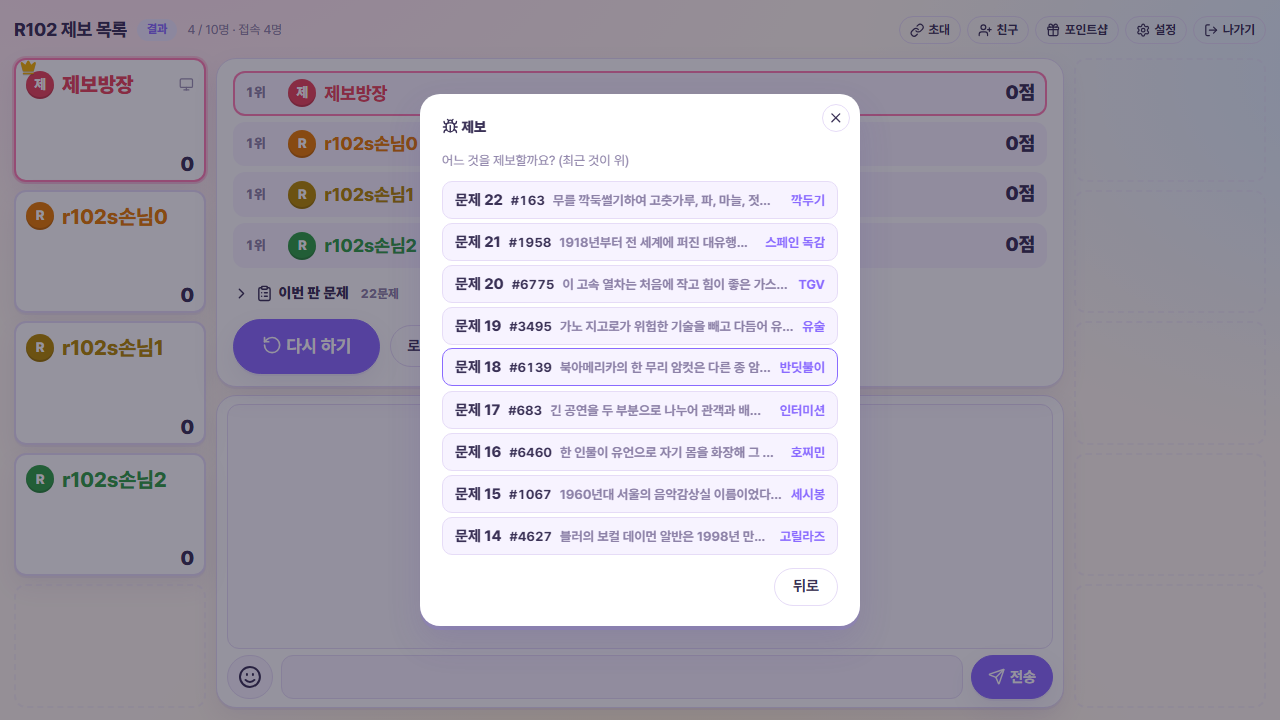 R102 제보 목록 결과 4 / 10명 · 접속 4명 초대 친구 포인트샵 설정 나가기
제 제보방장
0
R r102s손님0
0
R r102s손님1
0
R r102s손님2
0
1위 제 제보방장 0점
1위 R r102s손님0 0점
1위 R r102s손님1 0점
1위 R r102s손님2 0점
이번 판 문제 22문제
다시 하기
제보
어느 것을 제보할까요? (최근 것이 위)
문제 22 #163 무를 깍둑썰기하여 고춧가루, 파, 마늘, 젓... 깍두기
문제 21 #1958 1918년부터 전 세계에 퍼진 대유행... 스페인 독감
문제 20 #6775 이 고속 열차는 처음에 작고 힘이 좋은 가스... TGV
문제 19 #3495 가노 지고로가 위험한 기술을 빼고 다듬어 유... 유술
문제 18 #6139 북아메리카의 한 무리 암컷은 다른 종 암... 반딧불이
문제 17 #683 긴 공연을 두 부분으로 나누어 관객과 배... 인터미션
문제 16 #6460 한 인물이 유언으로 자기 몸을 화장해 그 ... 호찌민
문제 15 #1067 1960년대 서울의 음악감상실 이름이었다... 세시봉
문제 14 #4627 블러의 보컬 데이먼 알반은 1998년 만... 고릴라즈
뒤로
전송